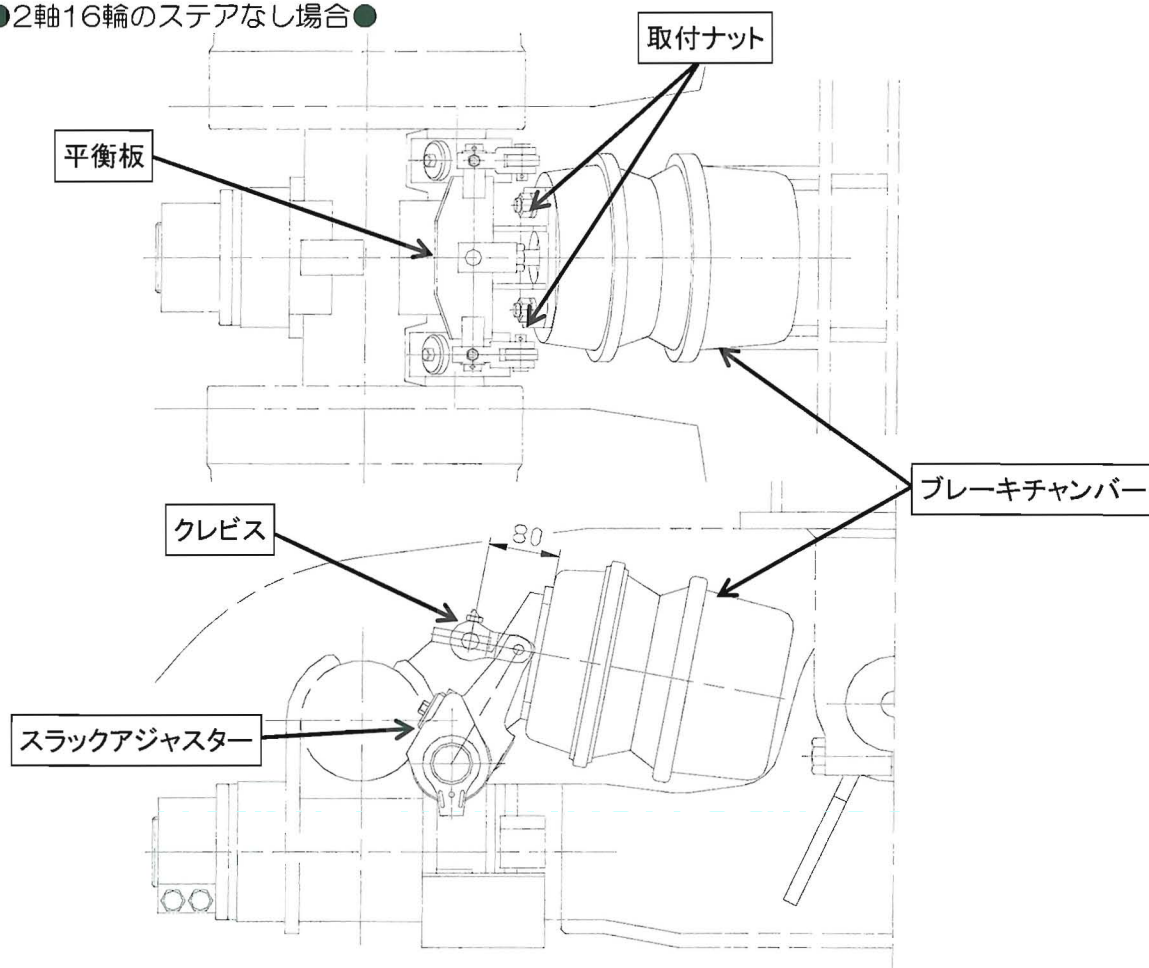 ●2軸16輪のステアなし場合●
取付ナット
平衡板
ブレーキチャンバー
クレビス
80
スラックアジャスター